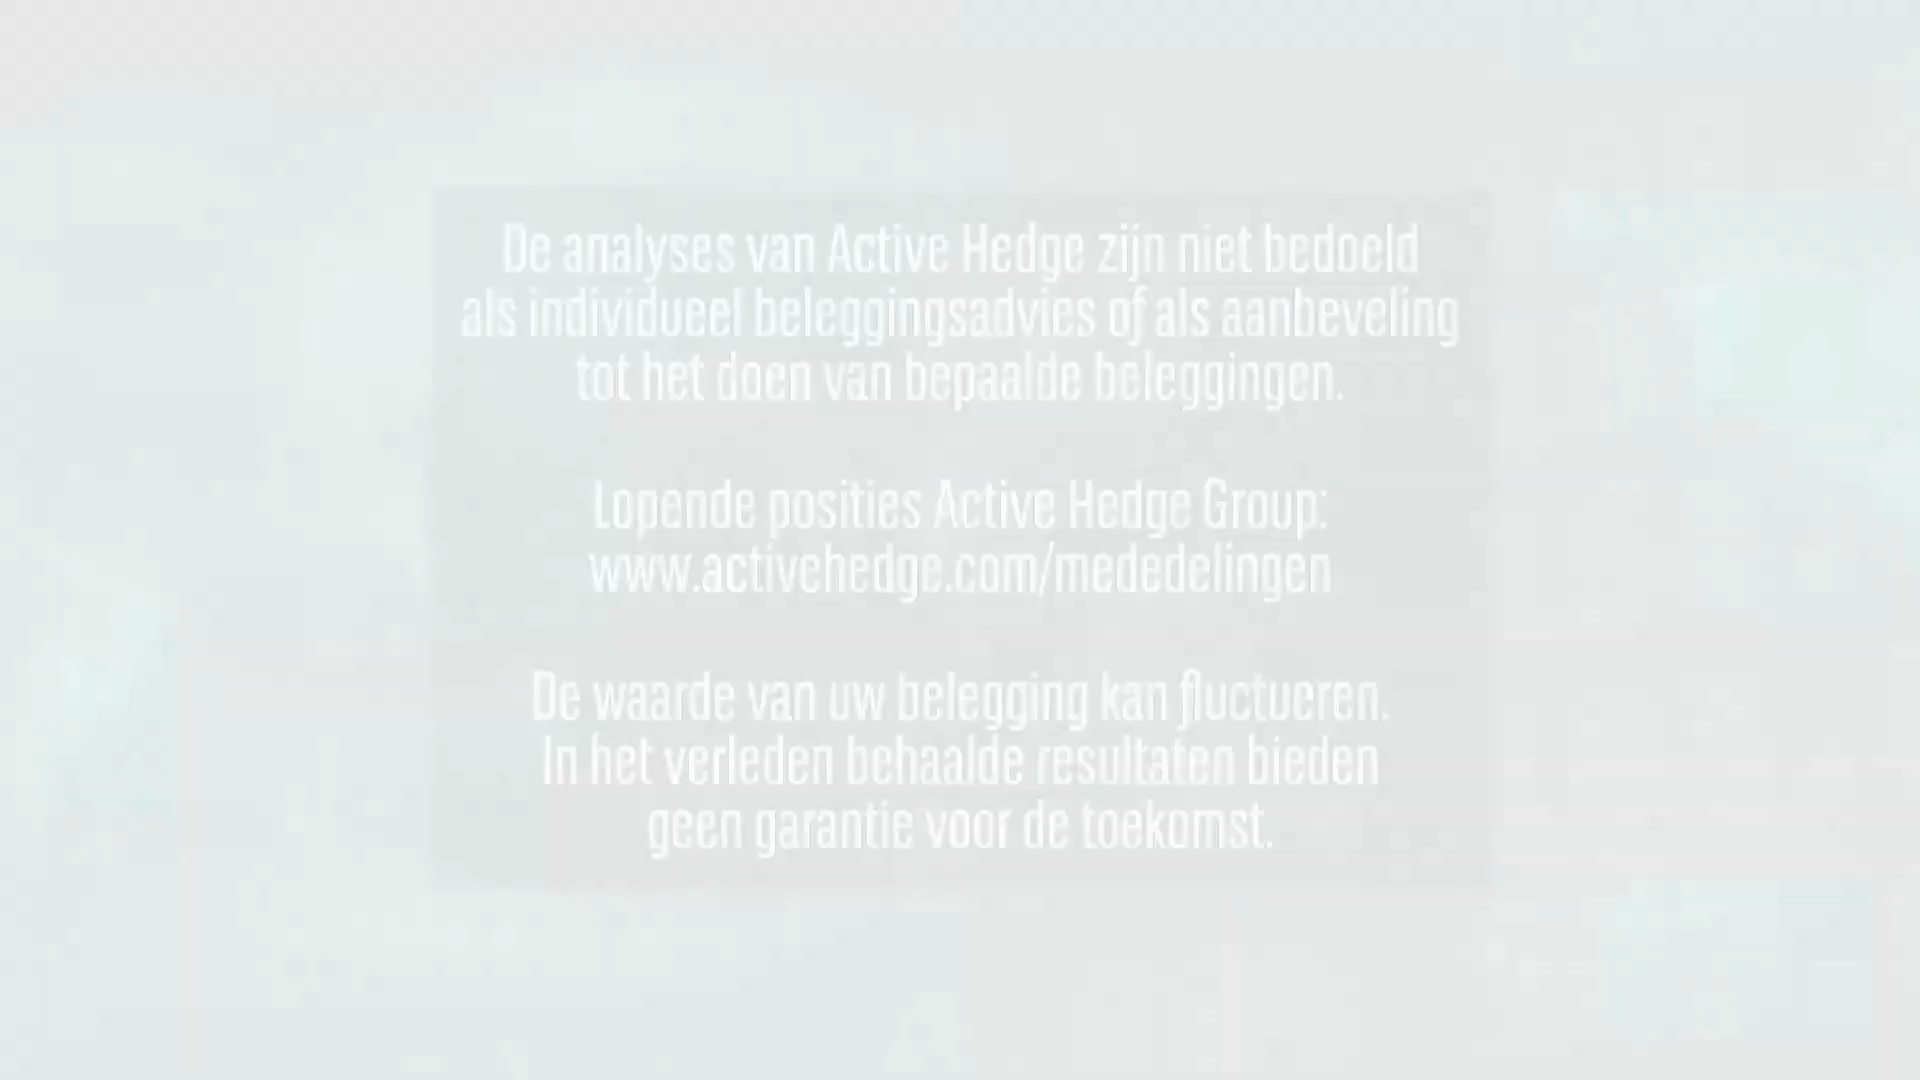 De analyses van Active Hedge zijn niet bedoeld
als individueel beleggingsadvies of als aanbeveling
tot het doen van bepaalde beleggingen.
Lopende posities Active Hedge Group:
www.activehedge.com/mededelingen
De waarde van uw belegging kan fluctueren.
In het verleden behaalde resultaten bieden
geen garantie voor de toekomst.